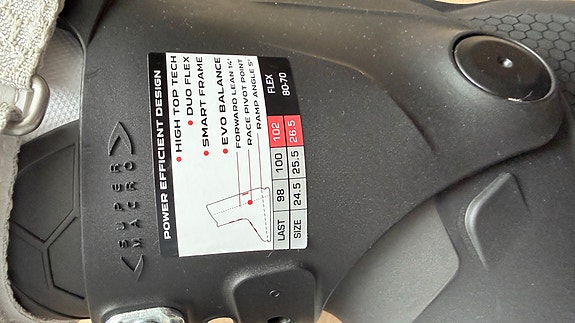 POWER EFFICIENT DESIGN
• HIGH TOP TECH
• DUO FLEX
• SMART FRAME
• EVO BALANCE
FORWARD LEAN 14°
RACE PIVOT POINT
RAMP ANGLE 5°
FLEX
80-70
LAST 98 100 102
SIZE 24.5 25.5 26.5
HYPER
MACRO